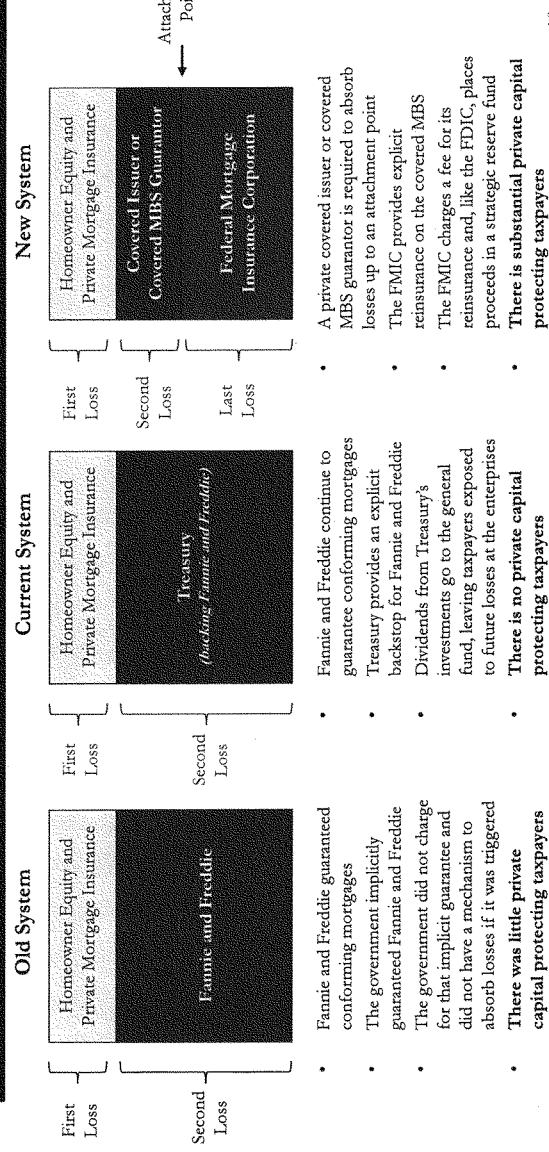 Old System
First
Loss
Homeowner Equity and
Private Mortgage Insurance
Second
Loss
Fannie and Freddie
• Fannie and Freddie guaranteed
conforming mortgages
• The government implicitly
guaranteed Fannie and Freddie
• The government did not charge
for that implicit guarantee and
did not have a mechanism to
absorb losses if it was triggered
• There was little private
capital protecting taxpayers
Current System
First
Loss
Homeowner Equity and
Private Mortgage Insurance
Second
Loss
Treasury
(backing Fannie and Freddie)
• Fannie and Freddie continue to
guarantee conforming mortgages
• Treasury provides an explicit
backstop for Fannie and Freddie
• Dividends from Treasury's
investments go to the general
fund, leaving taxpayers exposed
to future losses at the enterprises
• There is no private capital
protecting taxpayers
New System
First
Loss
Homeowner Equity and
Private Mortgage Insurance
Second
Loss
Covered Issuer or
Covered MBS Guarantor
Last
Loss
Federal Mortgage
Insurance Corporation
Attach
Poi
• A private covered issuer or covered
MBS guarantor is required to absorb
losses up to an attachment point
• The FMIC provides explicit
reinsurance on the covered MBS
• The FMIC charges a fee for its
reinsurance and, like the FDIC, places
proceeds in a strategic reserve fund
• There is substantial private capital
protecting taxpayers